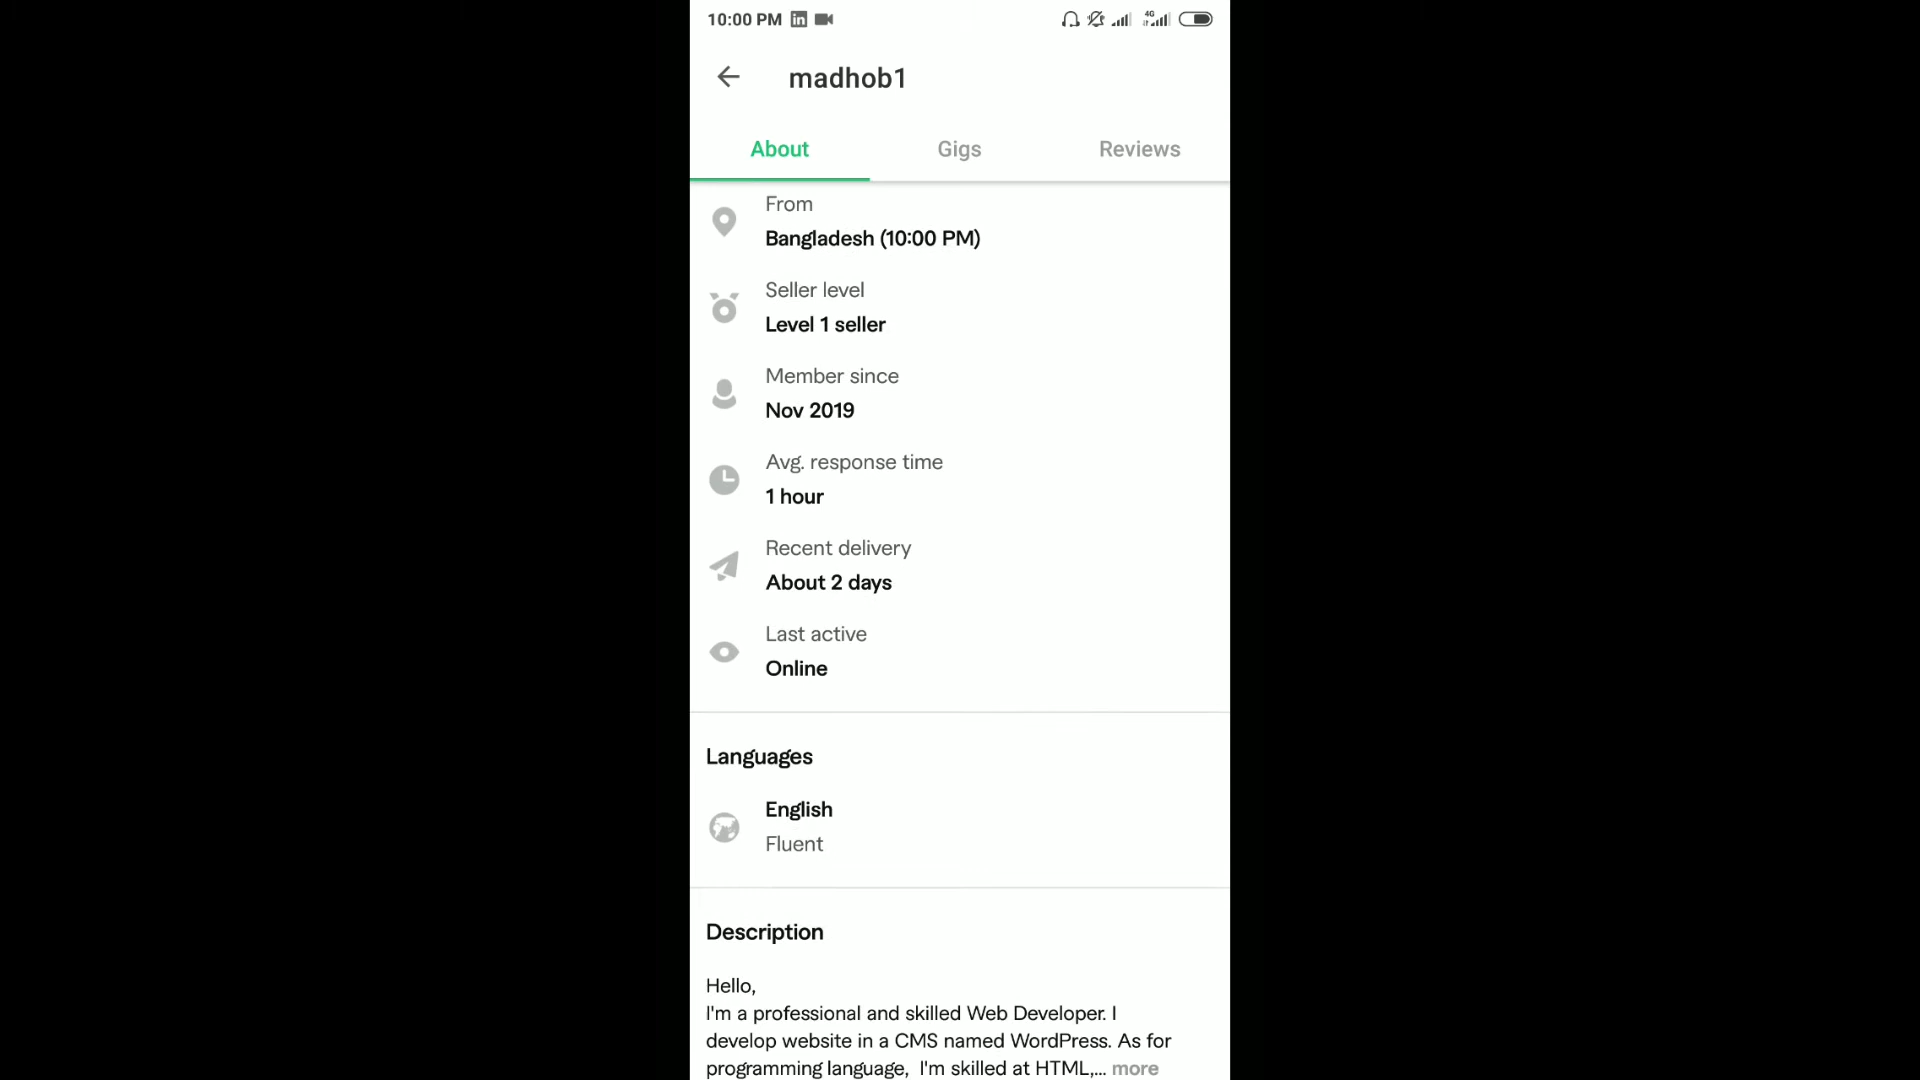 10:00 PM
4G
madhob1
About Gigs Reviews
From
Bangladesh (10:00 PM)
Seller level
Level 1 seller
Member since
Nov 2019
Avg. response time
1 hour
Recent delivery
About 2 days
Last active
Online
Languages
English
Fluent
Description
Hello,
I'm a professional and skilled Web Developer. I
develop website in a CMS named WordPress. As for
programming language,  I'm skilled at HTML,... more